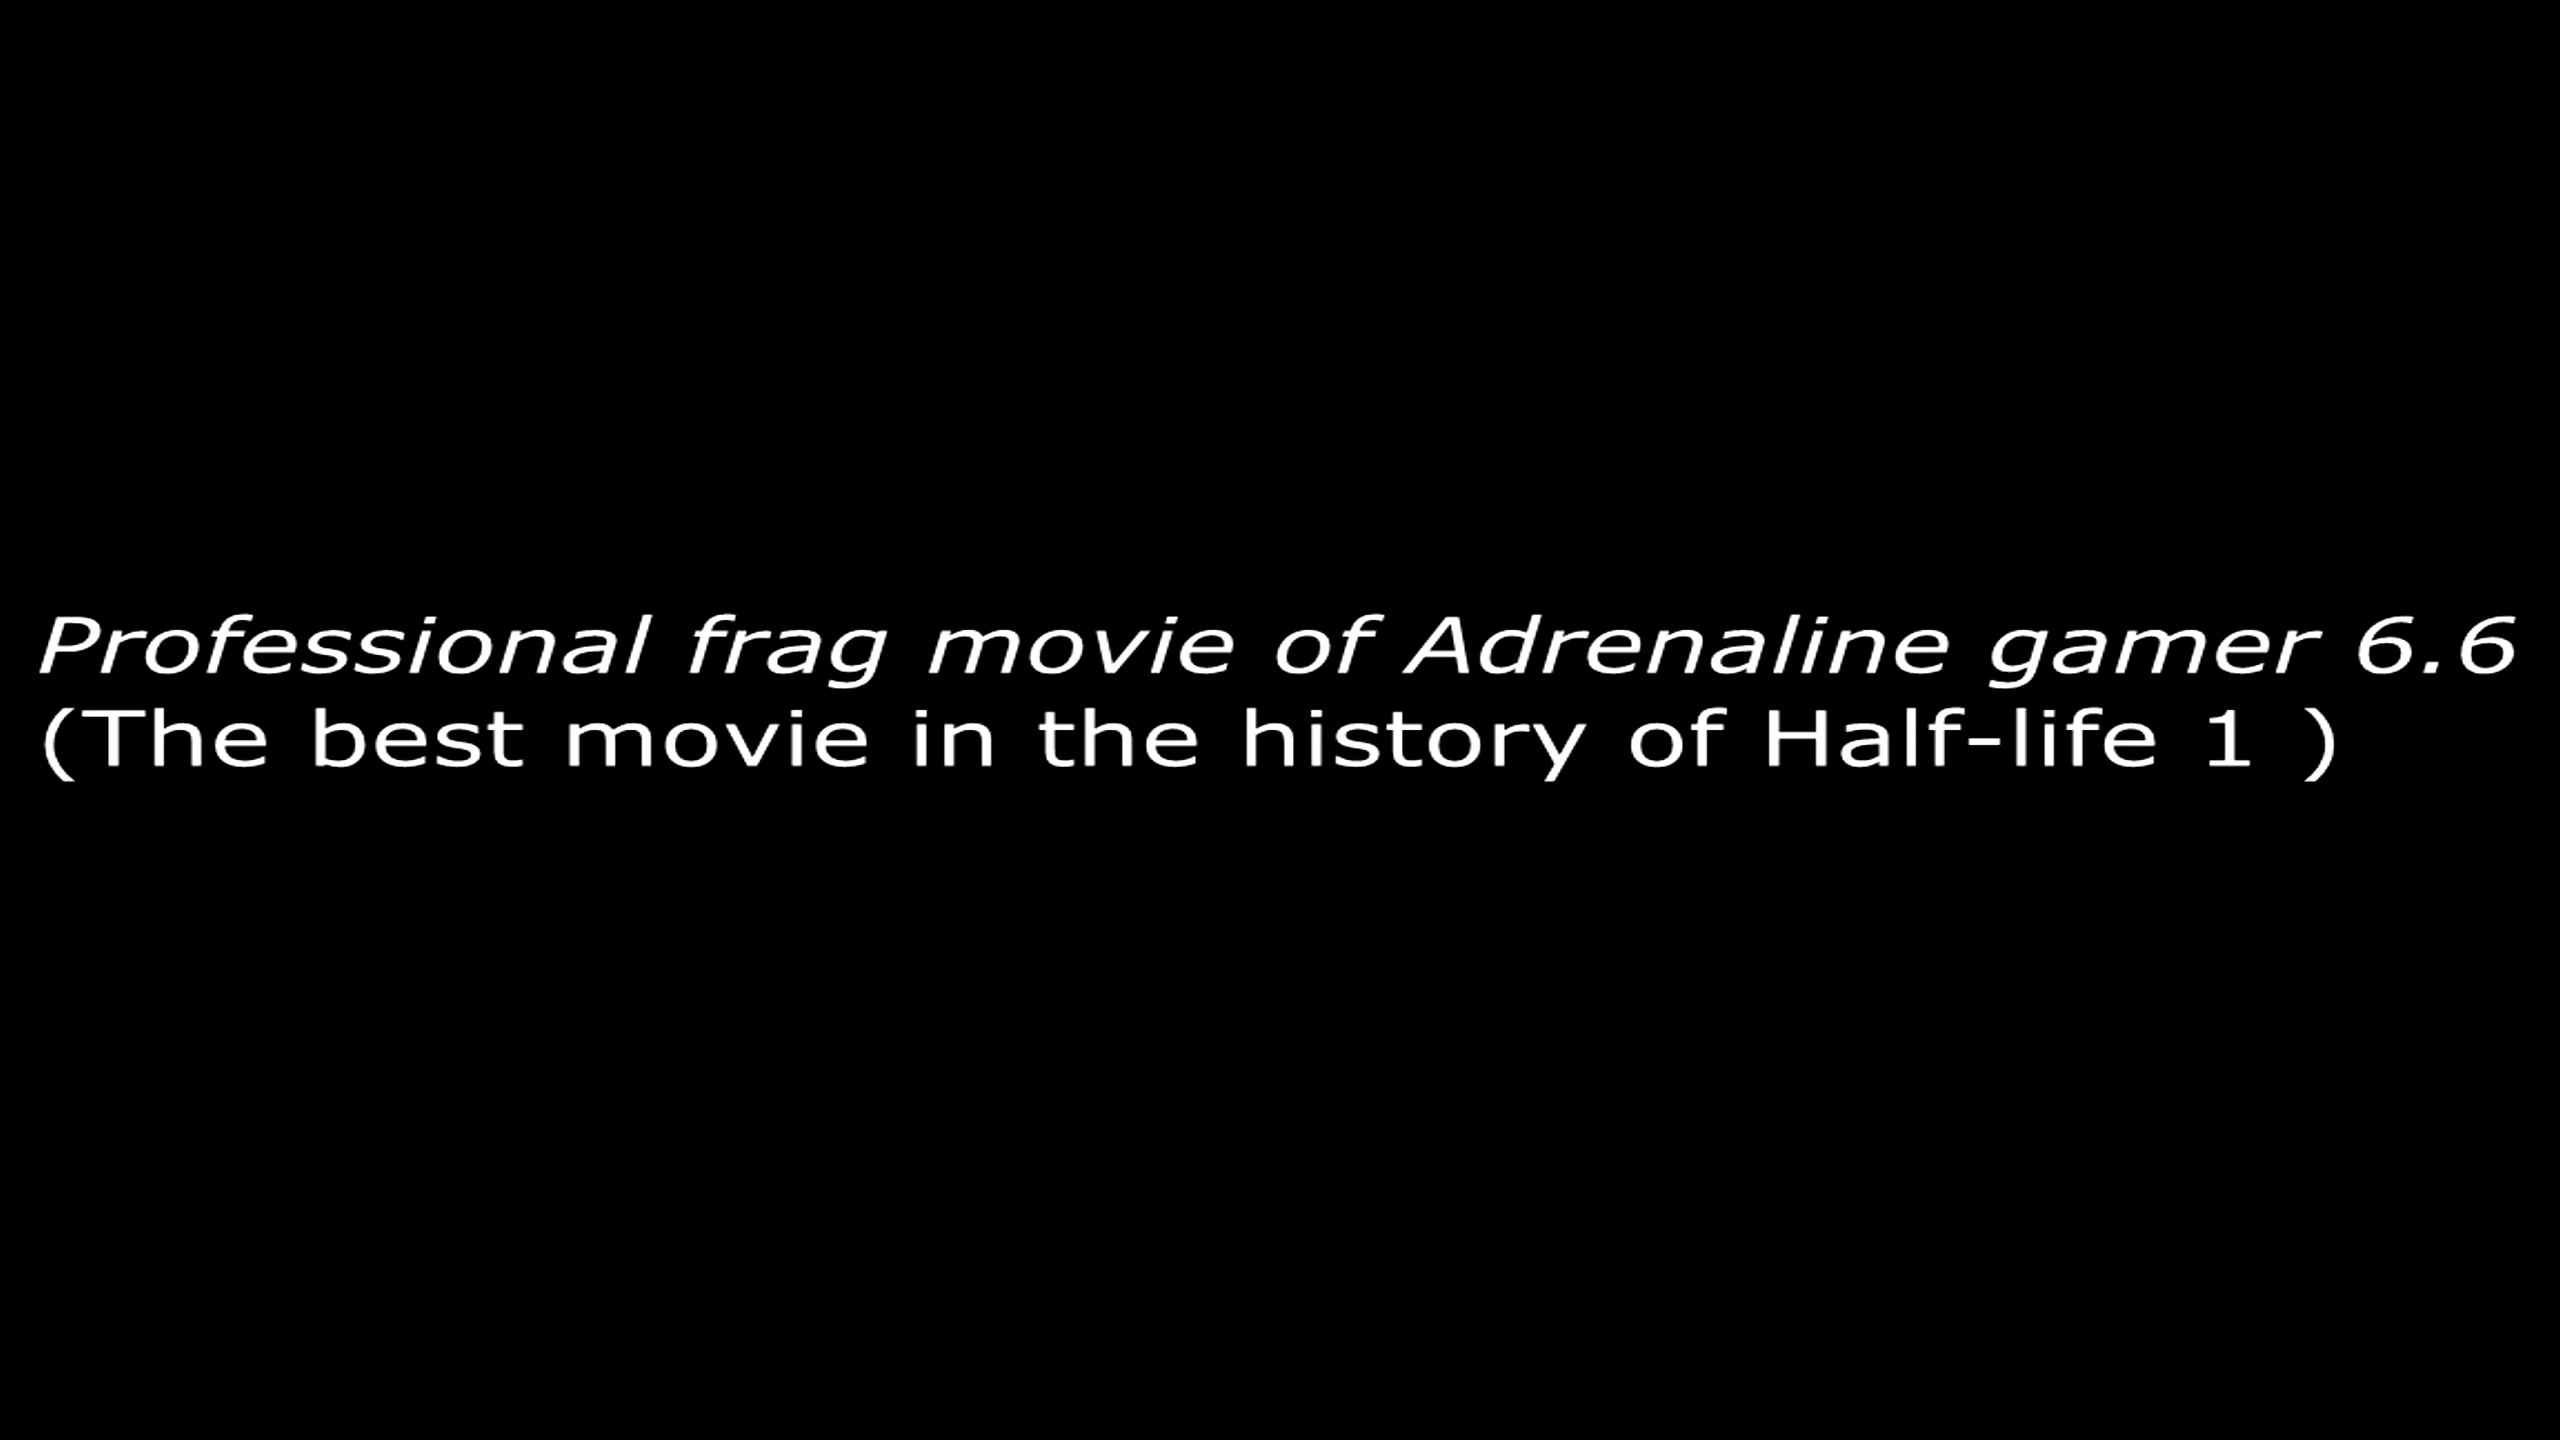 Professional frag movie of Adrenaline gamer 6.6
(The best movie in the history of Half-life 1 )